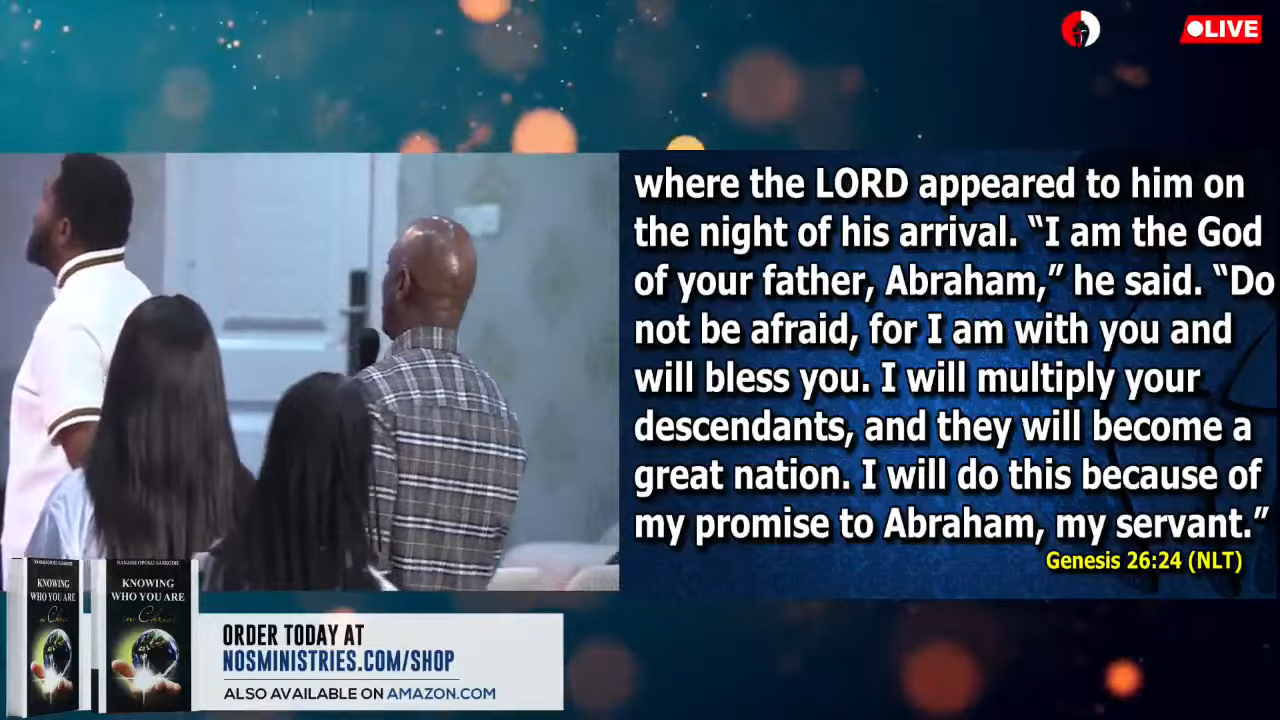 LIVE
where the LORD appeared to him on
the night of his arrival. “I am the God
of your father, Abraham,” he said. “Do
not be afraid, for I am with you and
will bless you. I will multiply your
descendants, and they will become a
great nation. I will do this because of
my promise to Abraham, my servant.”
Genesis 26:24 (NLT)
KNOWING
WHO YOU ARE
NANASEI OPOKU-SARKODIE
KNOWING
WHO YOU ARE
in Christ
ORDER TODAY AT
NOSMINISTRIES.COM/SHOP
ALSO AVAILABLE ON AMAZON.COM